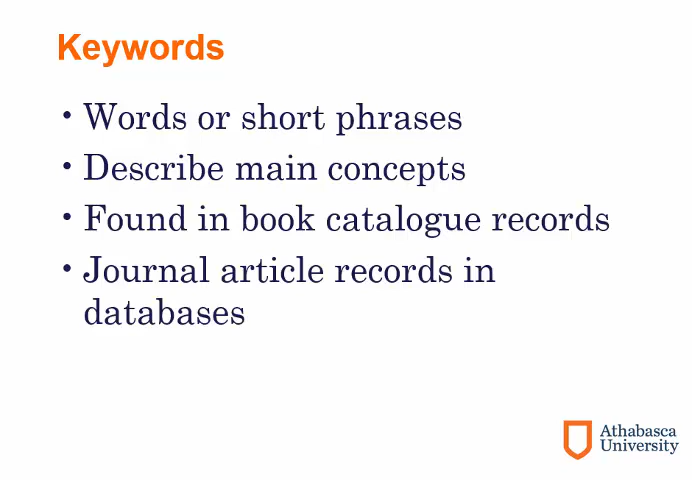 Keywords
• Words or short phrases
• Describe main concepts
• Found in book catalogue records
• Journal article records in
databases
Athabasca
University